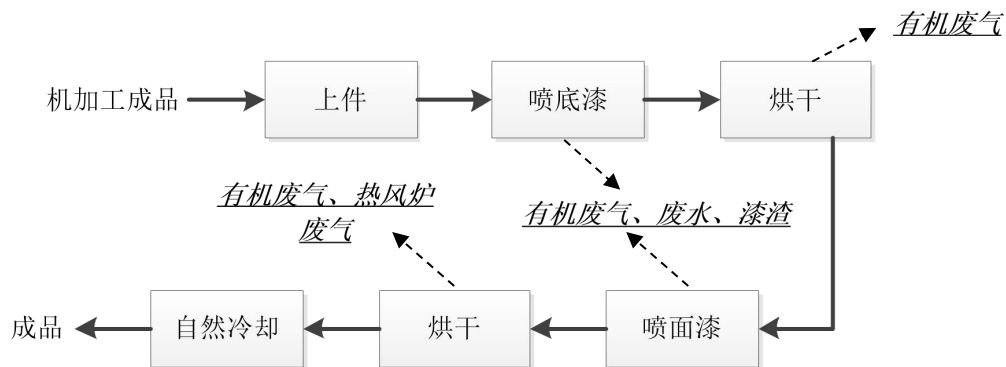 有机废气
机加工成品
上件
喷底漆
烘干
有机废气、热风炉
废气
有机废气、废水、漆渣
成品
自然冷却
烘干
喷面漆